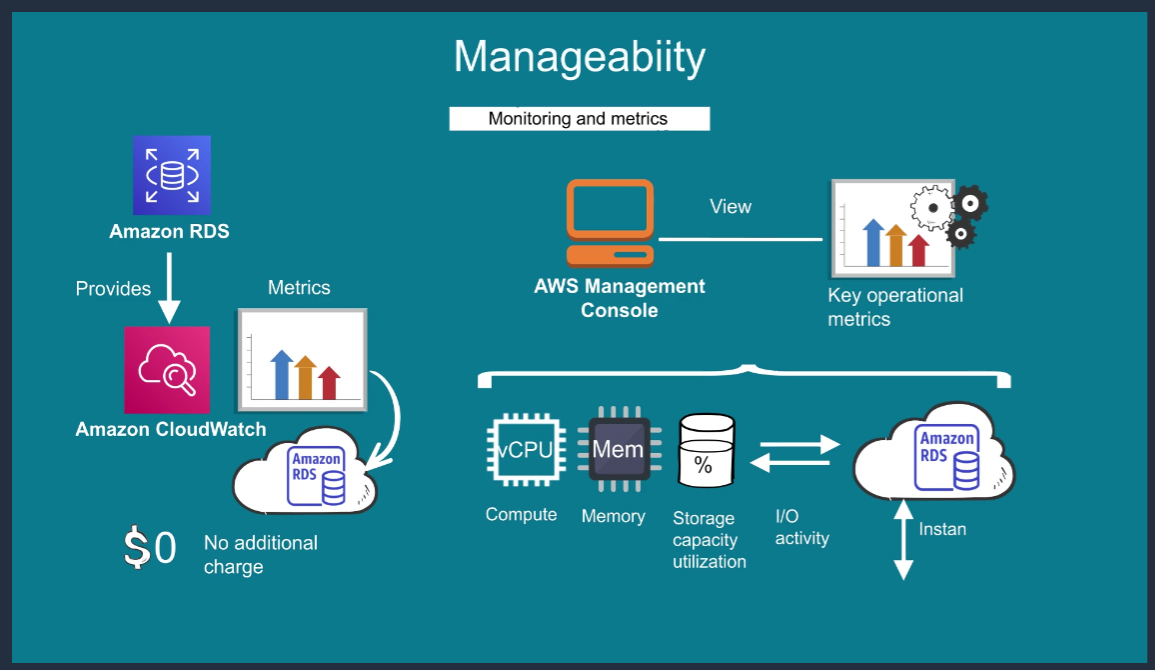 Manageabiity
Monitoring and metrics
Amazon RDS
Provides
Metrics
Amazon CloudWatch
Amazon
RDS
$0
No additional
charge
View
AWS Management
Console
Key operational
metrics
vCPU
Mem
%
Amazon
RDS
Compute
Memory
Storage
capacity
utilization
I/O
activity
Instan